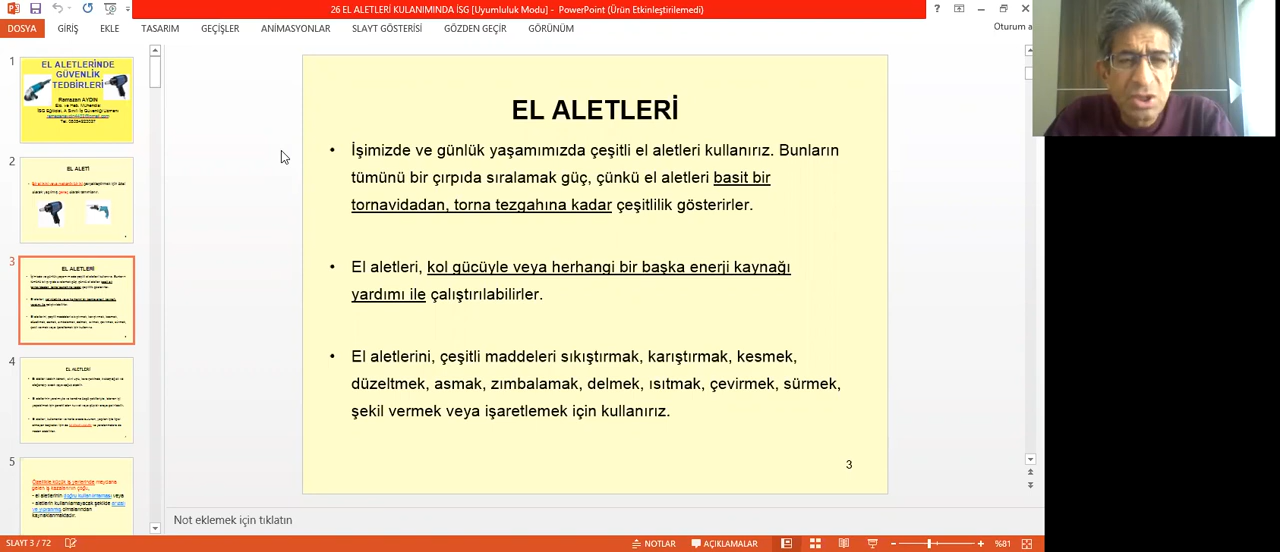 26 EL ALETLERİ KULANIMINDA İSG [Uyumluluk Modu] - PowerPoint (Ürün Etkinleştirilemedi)
DOSYA GİRİŞ EKLE TASARIM GEÇİŞLER ANİMASYONLAR SLAYT GÖSTERİSİ GÖZDEN GEÇİR GÖRÜNÜM Oturum a
1
EL ALETLERİNDE
GÜVENLİK
TEDBİRLERİ
Ramazan AYDIN
2
EL ALETİ
3
EL ALETLERİ
4
EL ALETLERİ
5
EL ALETLERİ
• İşimizde ve günlük yaşamımızda çeşitli el aletleri kullanırız. Bunların
tümünü bir çırpıda sıralamak güç, çünkü el aletleri basit bir
tornavidadan, torna tezgahına kadar çeşitlilik gösterirler.
• El aletleri, kol gücüyle veya herhangi bir başka enerji kaynağı
yardımı ile çalıştırılabilirler.
• El aletlerini, çeşitli maddeleri sıkıştırmak, karıştırmak, kesmek,
düzeltmek, asmak, zımbalamak, delmek, ısıtmak, çevirmek, sürmek,
şekil vermek veya işaretlemek için kullanırız.
3
Not eklemek için tıklatın
SLAYT 3 / 72 NOTLAR AÇIKLAMALAR %81